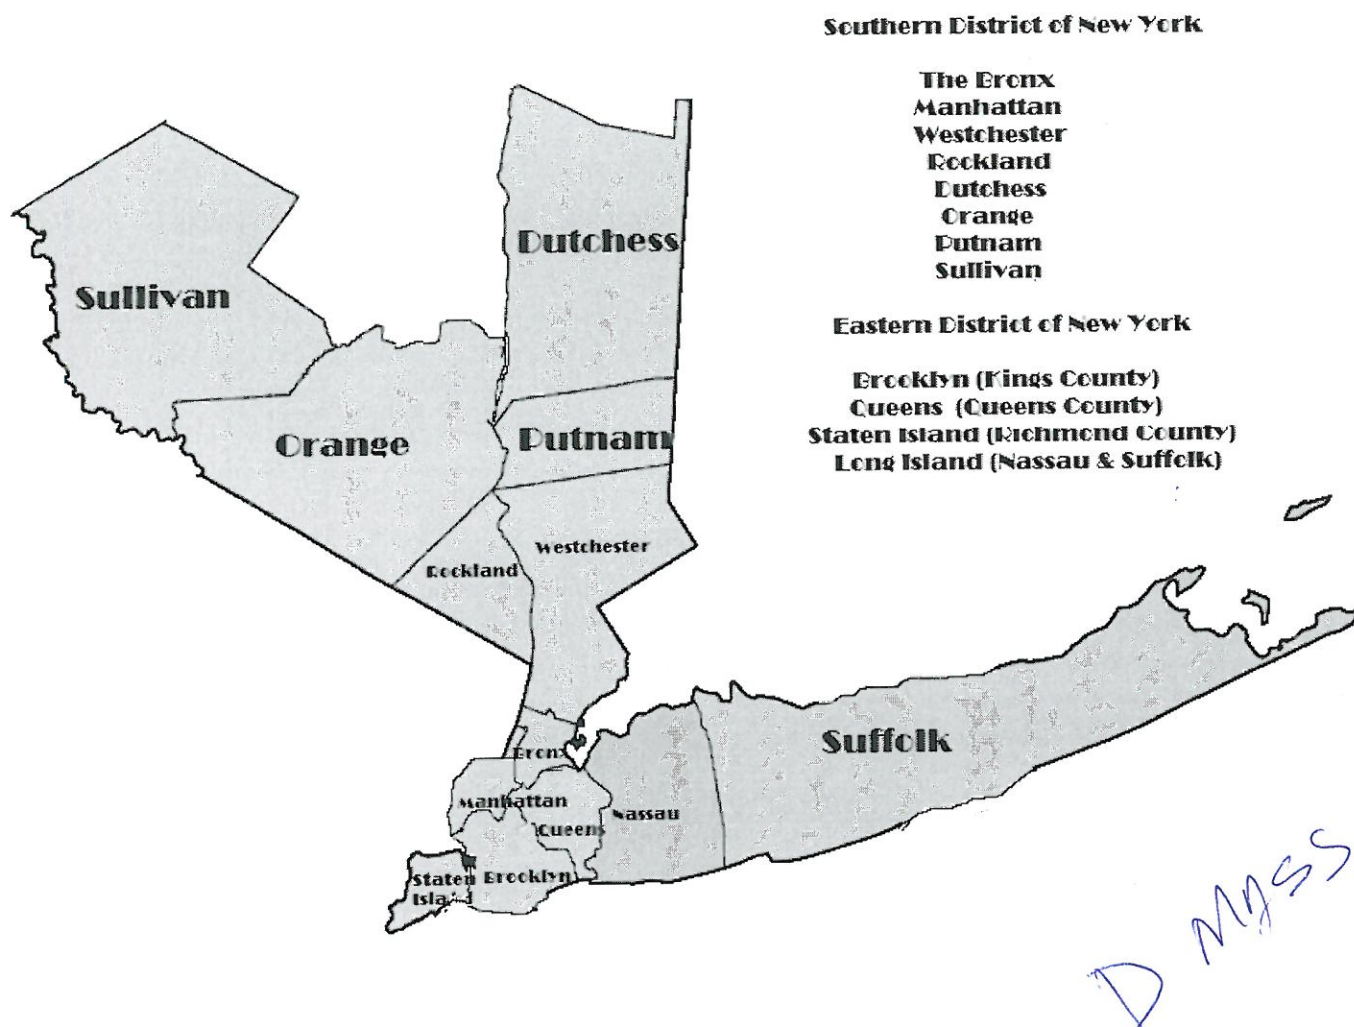 Southern District of New York
The Bronx
Manhattan
Westchester
Rockland
Dutchess
Orange
Putnam
Sullivan
Eastern District of New York
Brooklyn (Kings County)
Queens (Queens County)
Staten Island (Richmond County)
Long Island (Nassau & Suffolk)
Dutchess
Sullivan
Orange
Putnam
Westchester
Rockland
Bronx
Suffolk
Manhattan
Nassau
Queens
Staten
Island
Brooklyn
D MASS